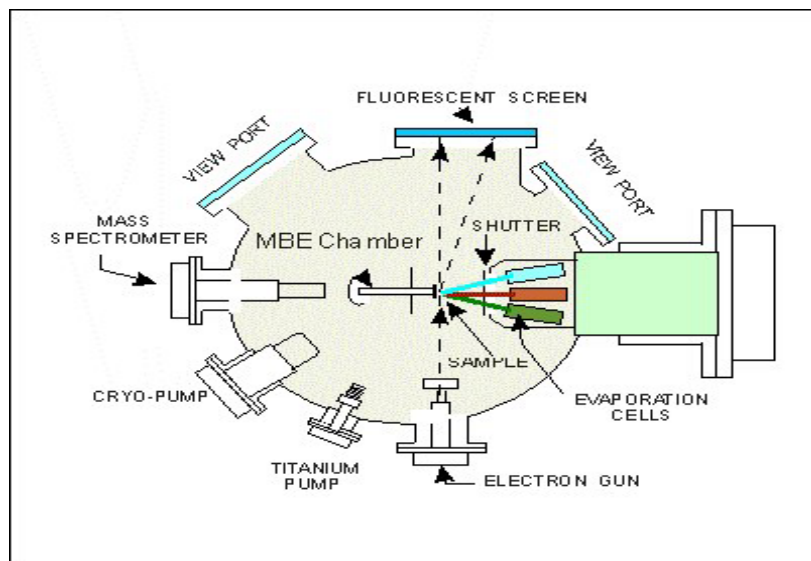 FLUORESCENT SCREEN
VIEW PORT
VIEW PORT
MASS
SPECTROMETER
SHUTTER
MBE Chamber
SAMPLE
CRYO-PUMP
EVAPORATION
CELLS
TITANIUM
PUMP
ELECTRON GUN